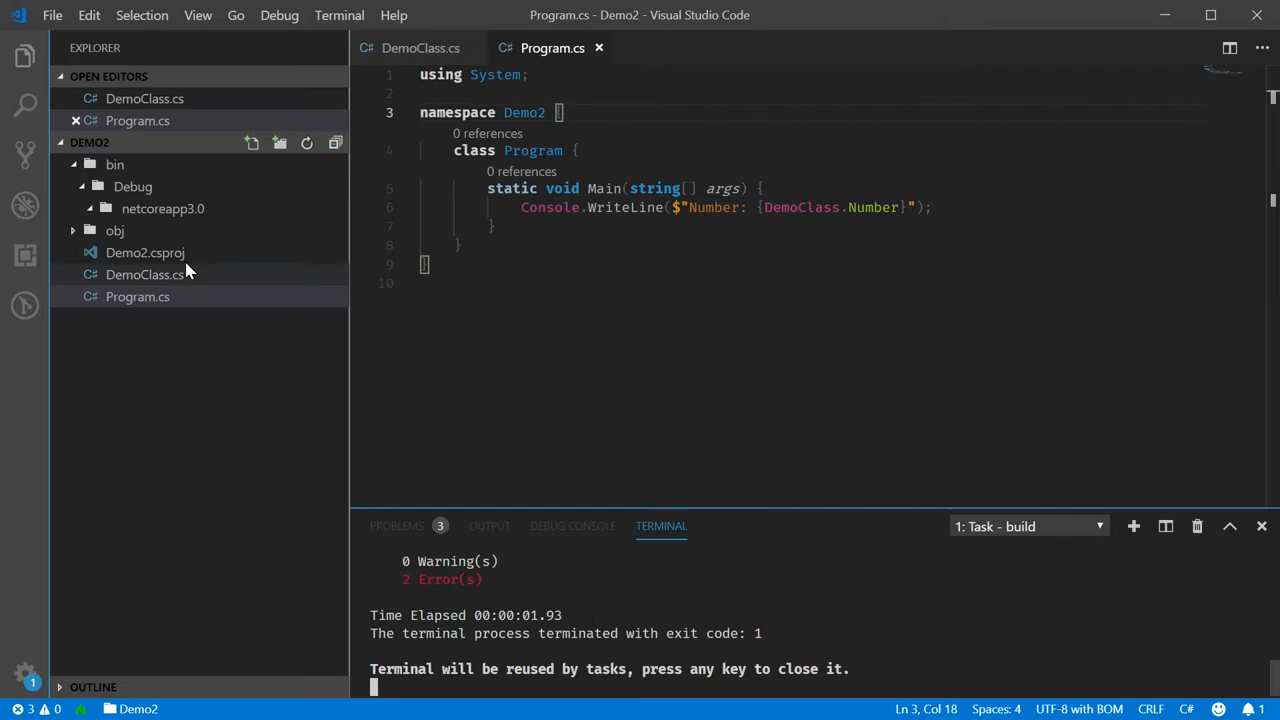 File Edit Selection View Go Debug Terminal Help Program.cs - Demo2 - Visual Studio Code
EXPLORER
OPEN EDITORS
C# DemoClass.cs
C# Program.cs
DEMO2
bin
Debug
netcoreapp3.0
obj
Demo2.csproj
C# DemoClass.cs
C# Program.cs
OUTLINE
C# DemoClass.cs C# Program.cs
1 using System;
2
3 namespace Demo2 {
0 references
4 class Program {
0 references
5 static void Main(string[] args) {
6 Console.WriteLine($"Number: {DemoClass.Number}");
7 }
8 }
9 }
10
PROBLEMS 3 OUTPUT DEBUG CONSOLE TERMINAL 1: Task - build
0 Warning(s)
2 Error(s)
Time Elapsed 00:00:01.93
The terminal process terminated with exit code: 1
Terminal will be reused by tasks, press any key to close it.
1
3 0 Demo2 Ln 3, Col 18 Spaces: 4 UTF-8 with BOM CRLF C# 1